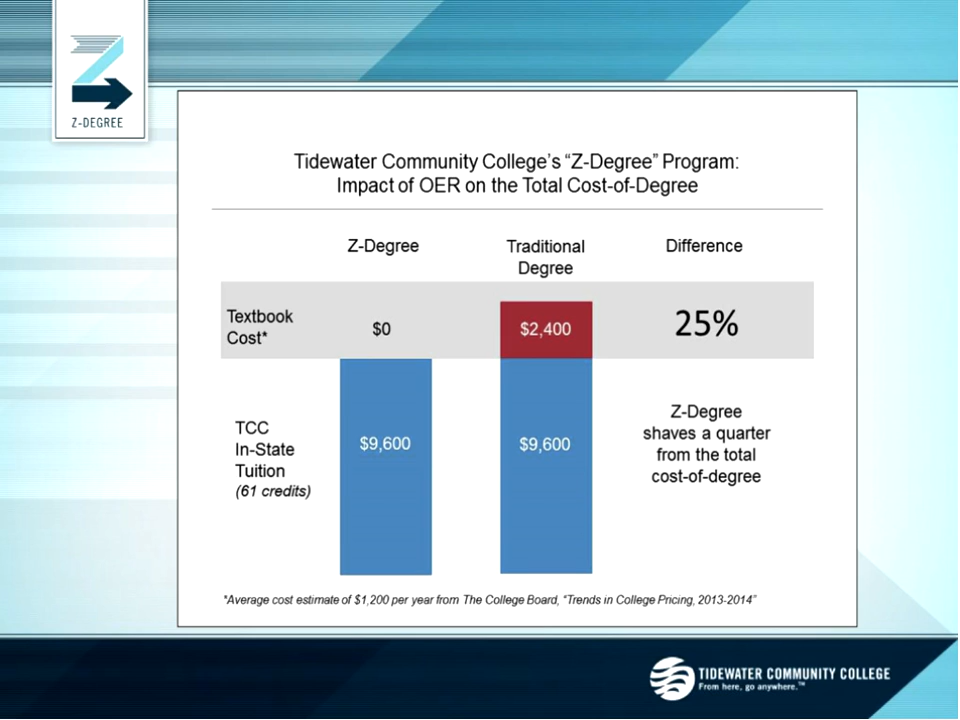 Z-DEGREE
Tidewater Community College's “Z-Degree” Program:
Impact of OER on the Total Cost-of-Degree
Z-Degree
Traditional
Degree
Difference
Textbook
Cost*
$0
$2,400
25%
TCC
In-State
Tuition
(61 credits)
$9,600
$9,600
Z-Degree
shaves a quarter
from the total
cost-of-degree
*Average cost estimate of $1,200 per year from The College Board, “Trends in College Pricing, 2013-2014”
TIDEWATER COMMUNITY COLLEGE
From here, go anywhere.™